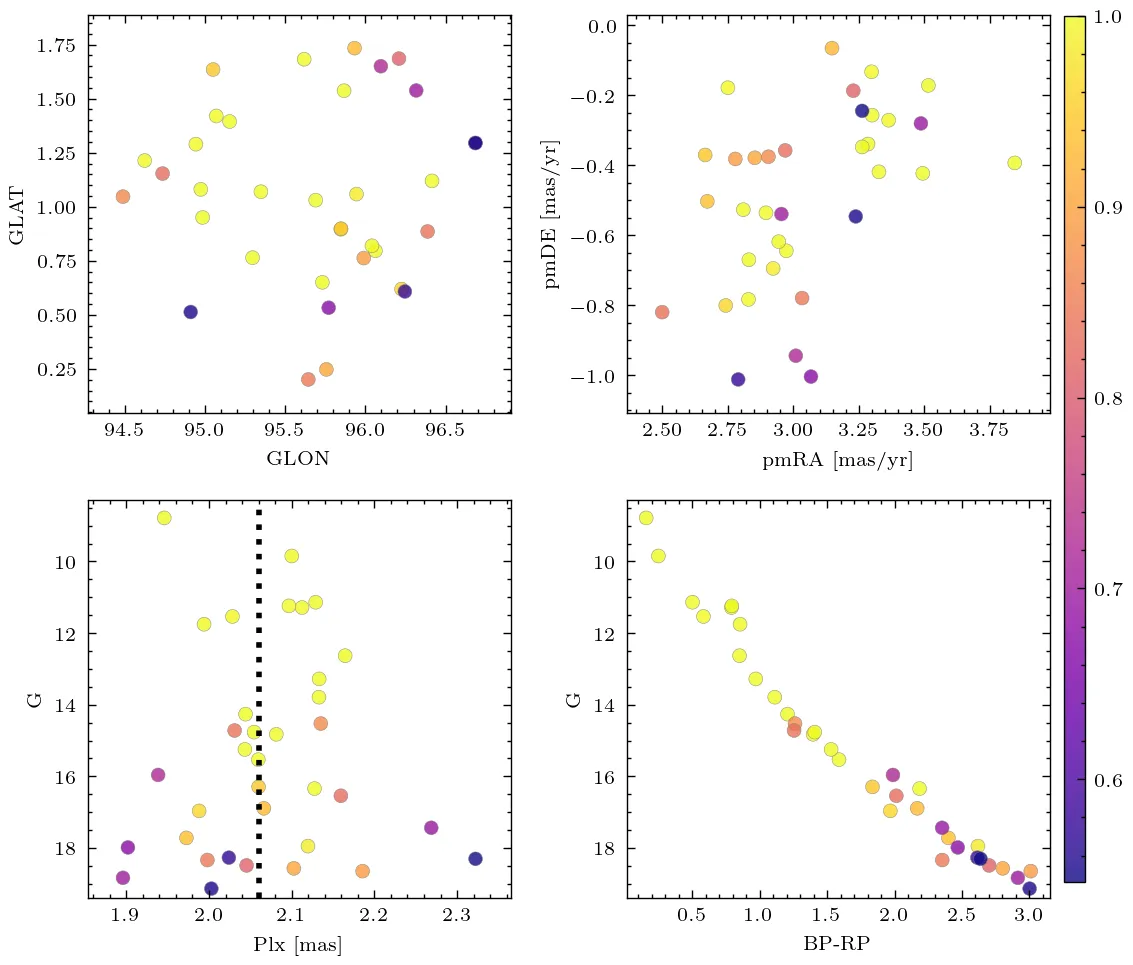 1.75
1.50
1.25
1.00
0.75
0.50
0.25
GLAT
94.5 95.0 95.5 96.0 96.5
GLON
0.0
−0.2
−0.4
−0.6
−0.8
−1.0
pmDE [mas/yr]
2.50 2.75 3.00 3.25 3.50 3.75
pmRA [mas/yr]
1.0
0.9
0.8
0.7
0.6
10
12
14
16
18
G
1.9 2.0 2.1 2.2 2.3
Plx [mas]
10
12
14
16
18
G
0.5 1.0 1.5 2.0 2.5 3.0
BP-RP